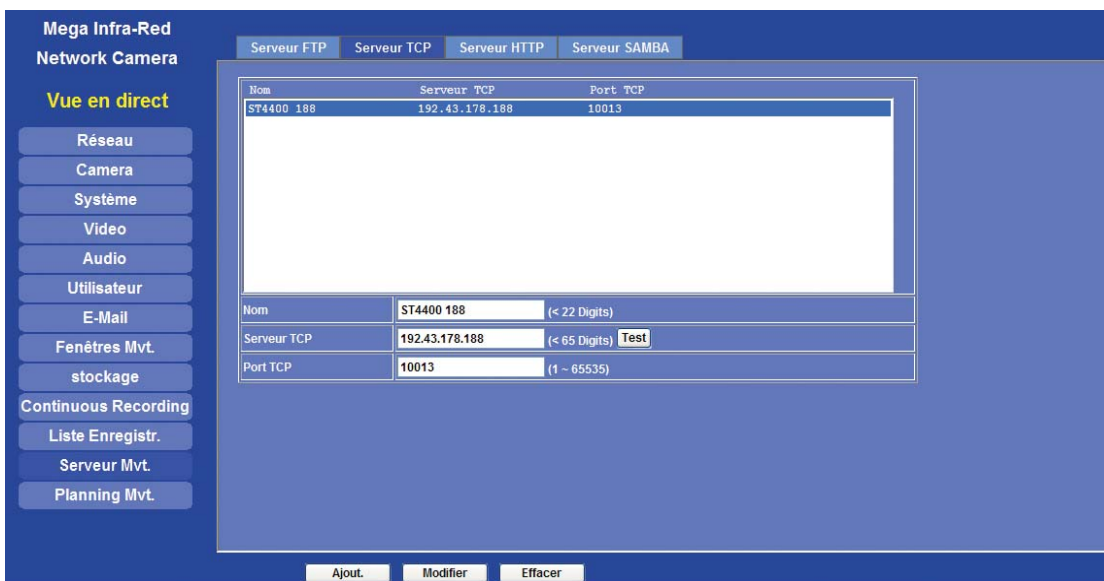 Mega Infra-Red
Network Camera
Vue en direct
Réseau
Camera
Système
Video
Audio
Utilisateur
E-Mail
Fenêtres Mvt.
stockage
Continuous Recording
Liste Enregistr.
Serveur Mvt.
Planning Mvt.
Serveur FTP Serveur TCP Serveur HTTP Serveur SAMBA
Nom Serveur TCP Port TCP
ST4400 188 192.43.178.188 10013
Nom ST4400 188 (< 22 Digits)
Serveur TCP 192.43.178.188 (< 65 Digits) Test
Port TCP 10013 (1 ~ 65535)
Ajout. Modifier Effacer